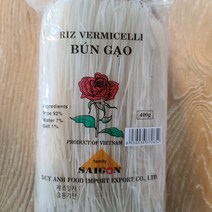 RIZ VERMICELLI
BÚN GẠO
400g
Ingredients :
Rice 92%
Water 7%
Salt 1%
PRODUCT OF VIETNAM
SAIGON
DUY ANH FOOD IMPORT EXPORT CO., LTD